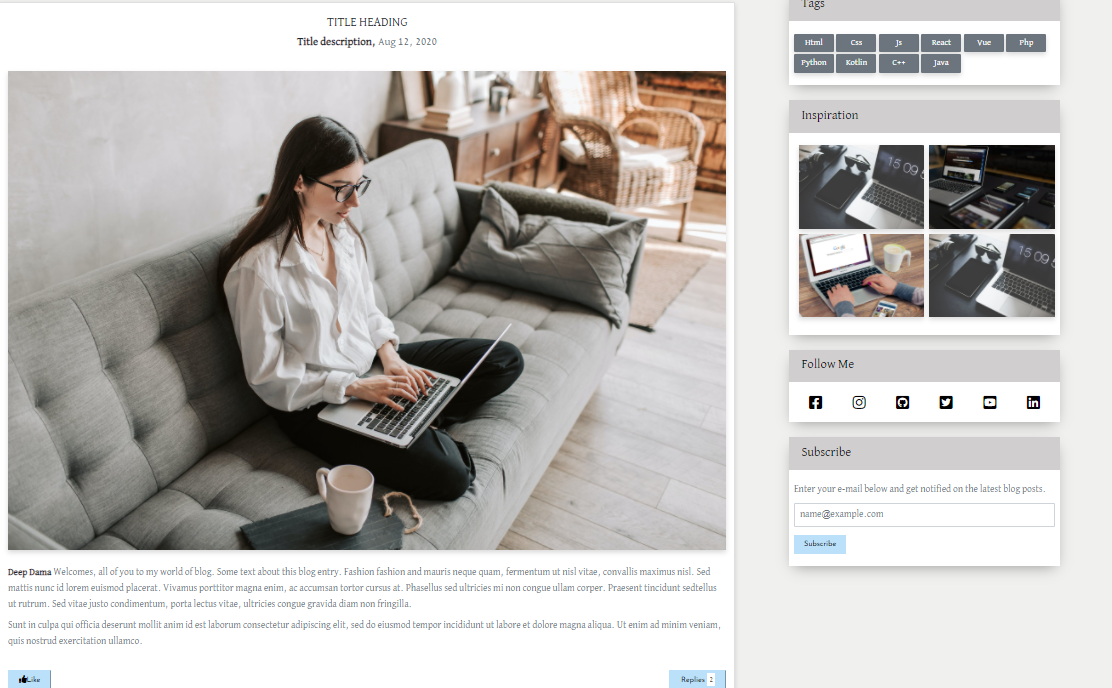 TITLE HEADING
Title description, Aug 12, 2020
Deep Dama Welcomes, all of you to my world of blog. Some text about this blog entry. Fashion fashion and mauris neque quam, fermentum ut nisl vitae, convallis maximus nisl. Sed
mattis nunc id lorem euismod placerat. Vivamus porttitor magna enim, ac accumsan tortor cursus at. Phasellus sed ultricies mi non congue ullam corper. Praesent tincidunt sedtellus
ut rutrum. Sed vitae justo condimentum, porta lectus vitae, ultricies congue gravida diam non fringilla.
Sunt in culpa qui officia deserunt mollit anim id est laborum consectetur adipiscing elit, sed do eiusmod tempor incididunt ut labore et dolore magna aliqua. Ut enim ad minim veniam,
quis nostrud exercitation ullamco.
Like
Replies 2
Tags
Html Css Js React Vue Php
Python Kotlin C++ Java
Inspiration
15 09
15 09
Follow Me
Subscribe
Enter your e-mail below and get notified on the latest blog posts.
name@example.com
Subscribe